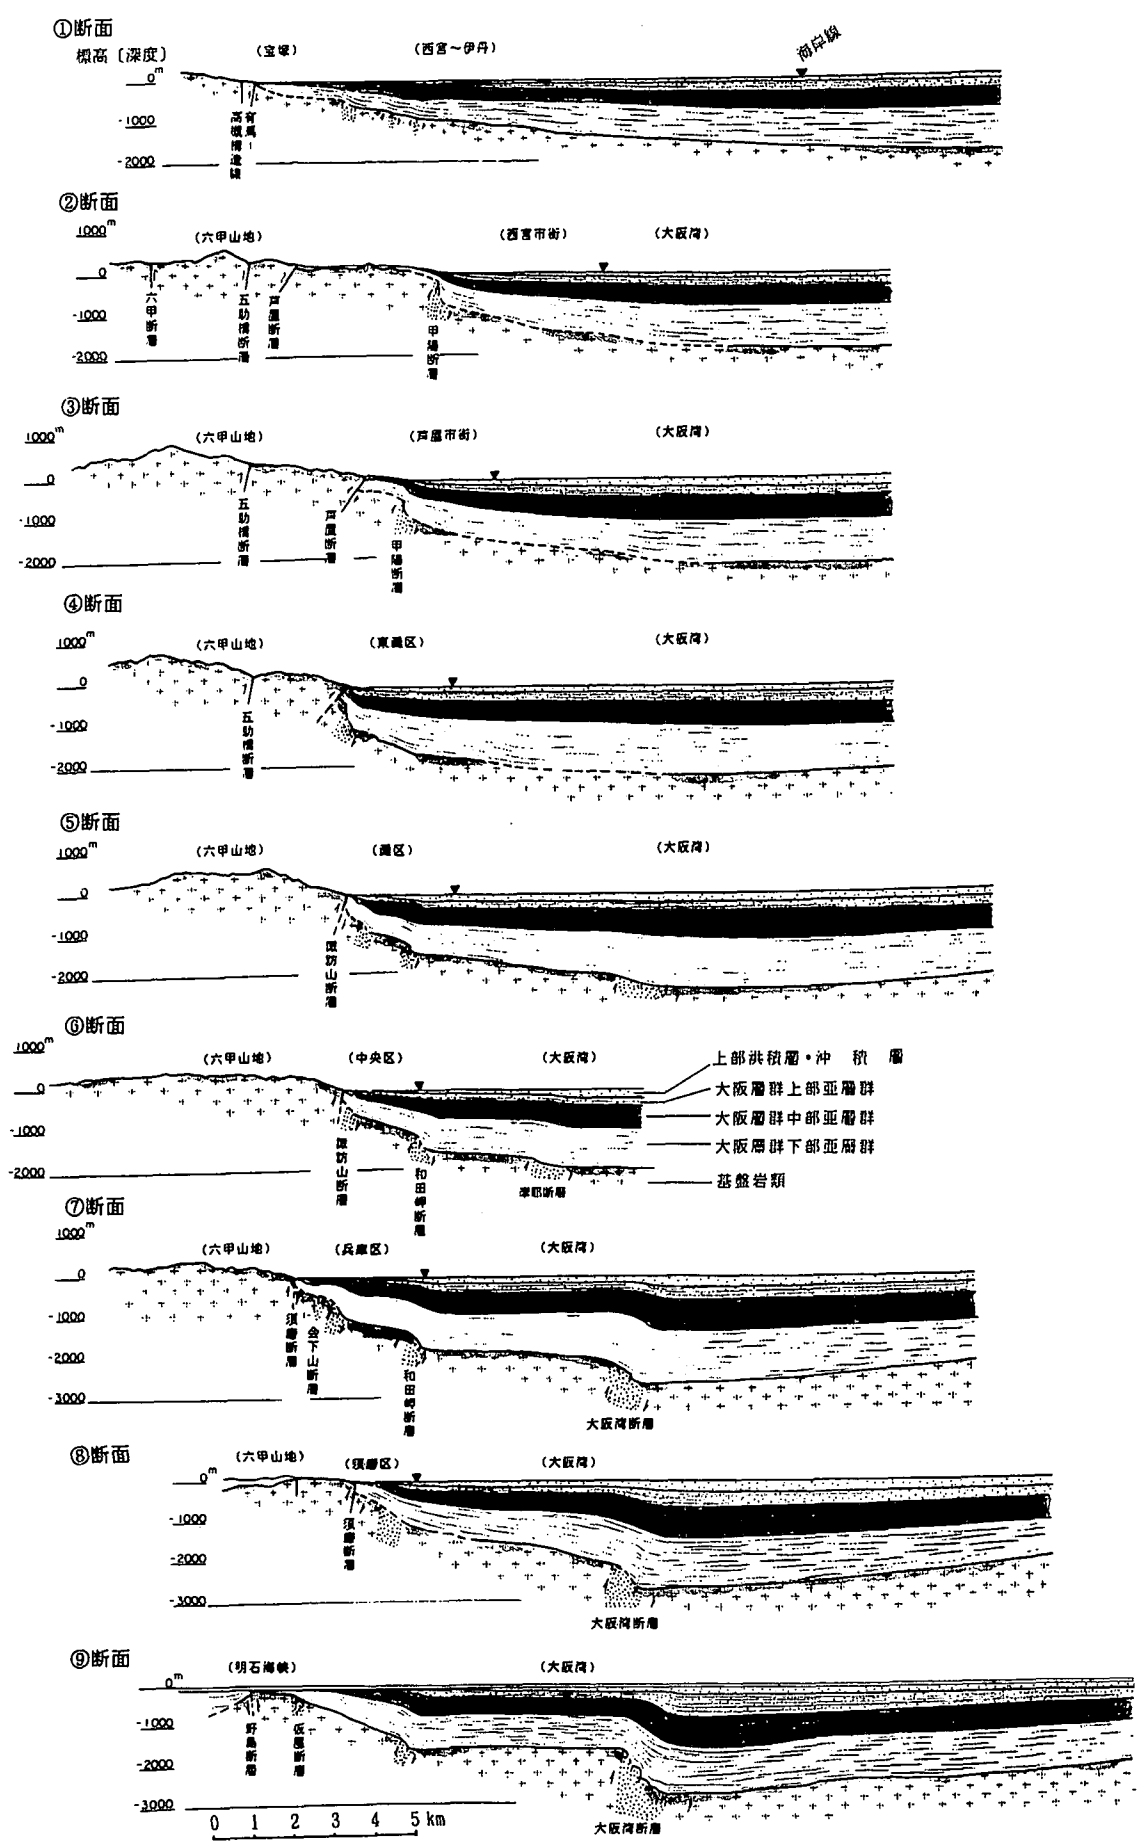 ①断面
標高〔深度〕
(宝塚)
(西宮～伊丹)
海岸線
0m
-1000
-2000
有馬-
高槻構造線
②断面
1000m
(六甲山地)
(西宮市街)
(大阪湾)
0
-1000
-2000
六甲断層
五助橋断層
芦屋断層
甲陽断層
③断面
1000m
(六甲山地)
(芦屋市街)
(大阪湾)
0
-1000
-2000
五助橋断層
芦屋断層
甲陽断層
④断面
1000m
(六甲山地)
(東灘区)
(大阪湾)
0
-1000
-2000
五助橋断層
⑤断面
1000m
(六甲山地)
(灘区)
(大阪湾)
0
-1000
-2000
諏訪山断層
⑥断面
1000m
(六甲山地)
(中央区)
(大阪湾)
0
-1000
-2000
諏訪山断層
和田岬断層
摩耶断層
上部洪積層・沖 積 層
大阪層群上部亜層群
大阪層群中部亜層群
大阪層群下部亜層群
基盤岩類
⑦断面
1000m
(六甲山地)
(兵庫区)
(大阪湾)
0
-1000
-2000
-3000
須磨断層
会下山断層
和田岬断層
大阪湾断層
⑧断面
(六甲山地)
(須磨区)
(大阪湾)
0m
-1000
-2000
-3000
須磨断層
大阪湾断層
⑨断面
(明石海峡)
(大阪湾)
0m
-1000
-2000
-3000
野島断層
仮屋断層
大阪湾断層
0 1 2 3 4 5 km